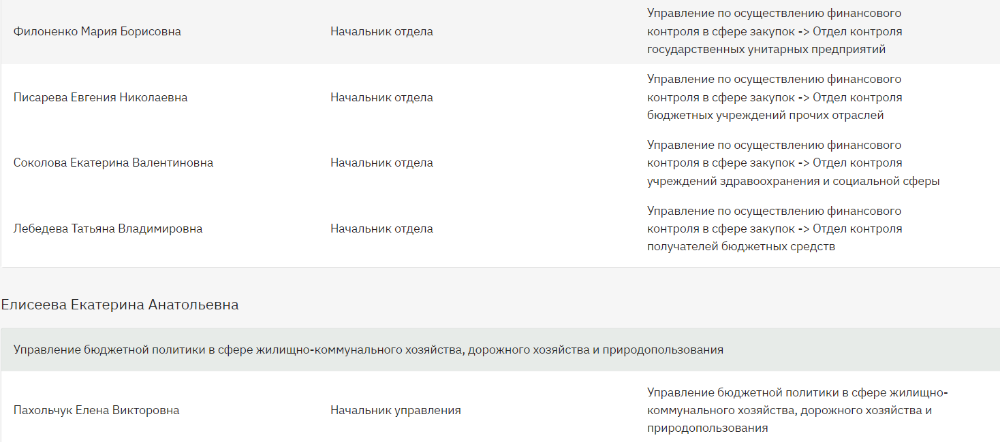 Филоненко Мария Борисовна
Начальник отдела
Управление по осуществлению финансового
контроля в сфере закупок -> Отдел контроля
государственных унитарных предприятий
Писарева Евгения Николаевна
Начальник отдела
Управление по осуществлению финансового
контроля в сфере закупок -> Отдел контроля
бюджетных учреждений прочих отраслей
Соколова Екатерина Валентиновна
Начальник отдела
Управление по осуществлению финансового
контроля в сфере закупок -> Отдел контроля
учреждений здравоохранения и социальной сферы
Лебедева Татьяна Владимировна
Начальник отдела
Управление по осуществлению финансового
контроля в сфере закупок -> Отдел контроля
получателей бюджетных средств
Елисеева Екатерина Анатольевна
Управление бюджетной политики в сфере жилищно-коммунального хозяйства, дорожного хозяйства и природопользования
Пахольчук Елена Викторовна
Начальник управления
Управление бюджетной политики в сфере жилищно-
коммунального хозяйства, дорожного хозяйства и
природопользования